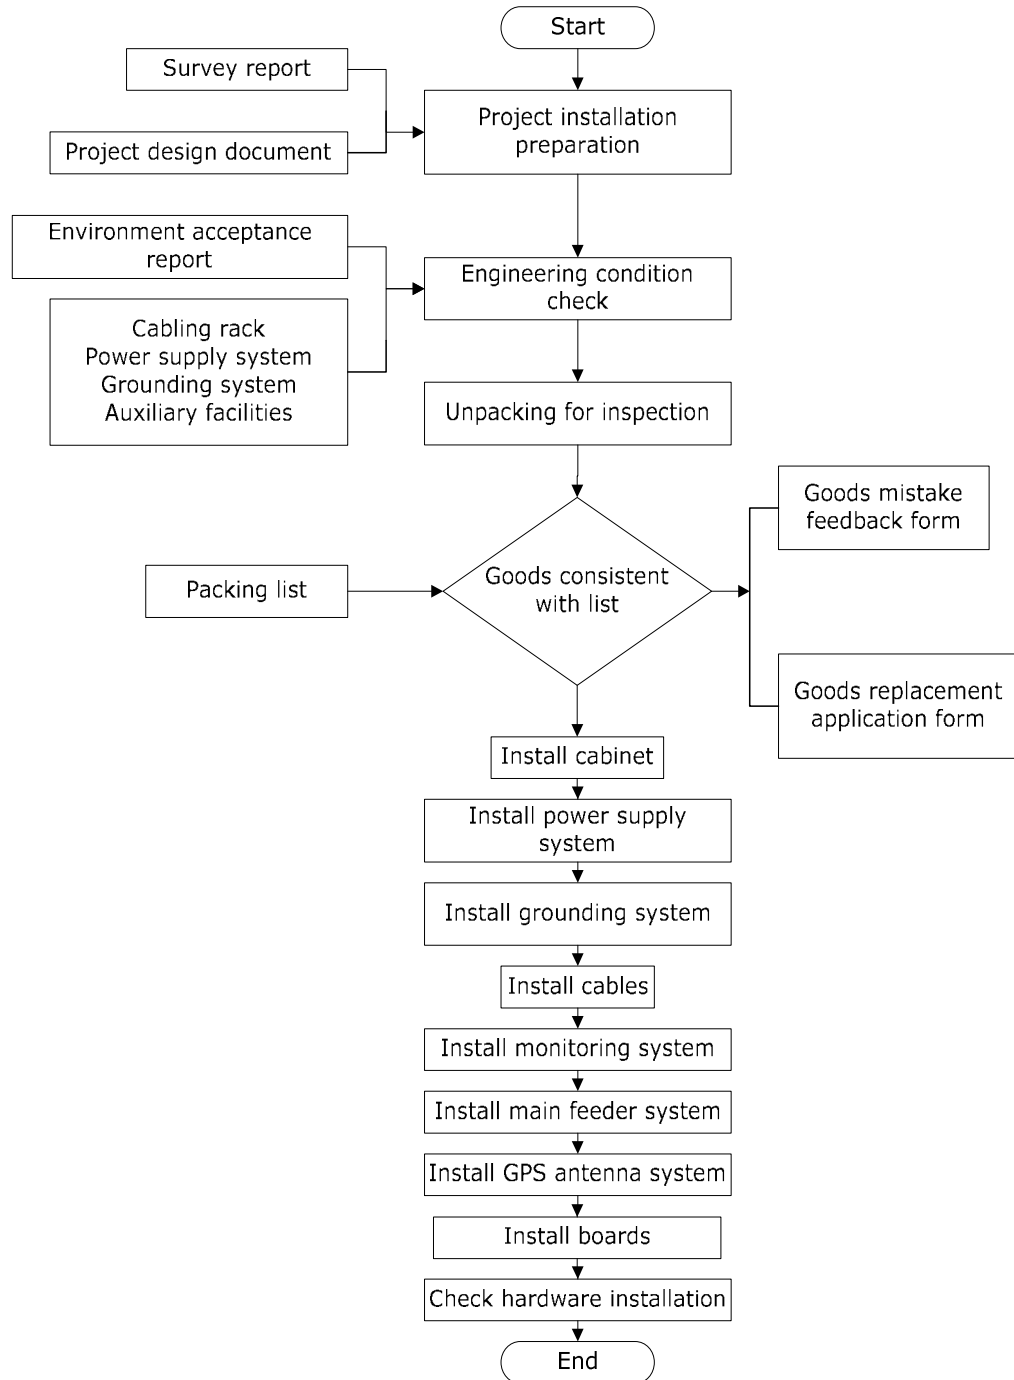 Start
Survey report
Project installation
preparation
Project design document
Environment acceptance
report
Engineering condition
check
Cabling rack
Power supply system
Grounding system
Auxiliary facilities
Unpacking for inspection
Goods mistake
feedback form
Packing list
Goods consistent
with list
Goods replacement
application form
Install cabinet
Install power supply
system
Install grounding system
Install cables
Install monitoring system
Install main feeder system
Install GPS antenna system
Install boards
Check hardware installation
End